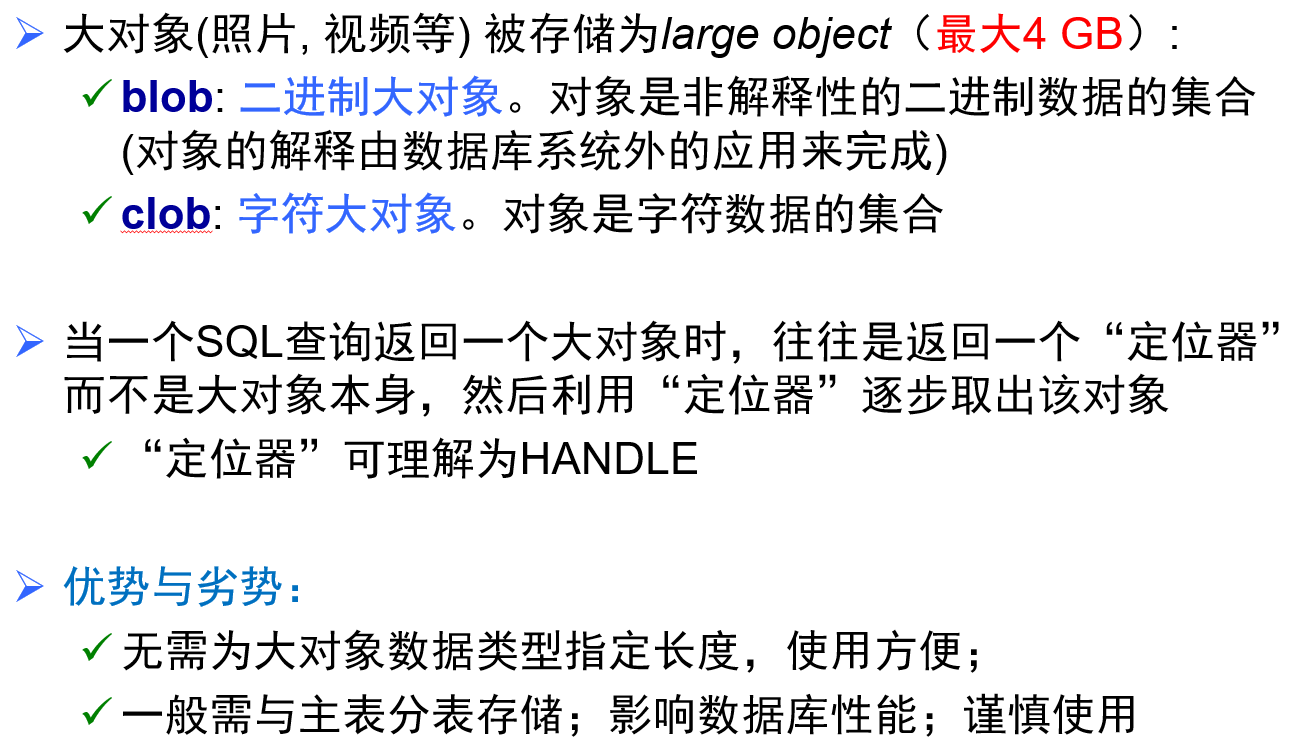 大对象(照片, 视频等) 被存储为large object（最大4 GB）:
blob: 二进制大对象。对象是非解释性的二进制数据的集合
(对象的解释由数据库系统外的应用来完成)
clob: 字符大对象。对象是字符数据的集合
当一个SQL查询返回一个大对象时，往往是返回一个“定位器”
而不是大对象本身，然后利用“定位器”逐步取出该对象
“定位器”可理解为HANDLE
优势与劣势：
无需为大对象数据类型指定长度，使用方便；
一般需与主表分表存储；影响数据库性能；谨慎使用